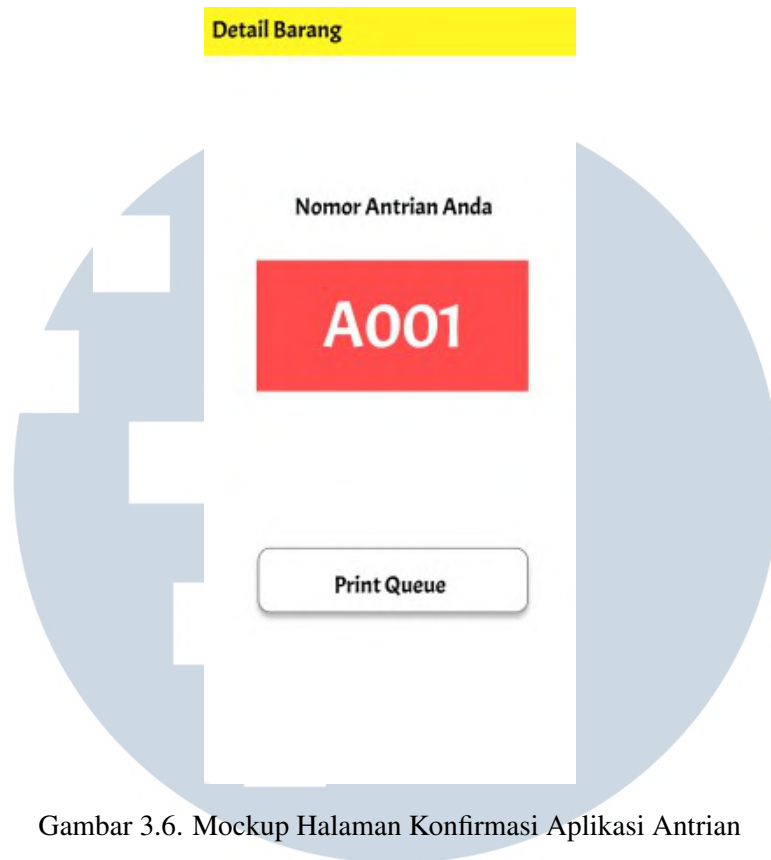 Detail Barang
Nomor Antrian Anda
A001
Print Queue
Gambar 3.6. Mockup Halaman Konfirmasi Aplikasi Antrian